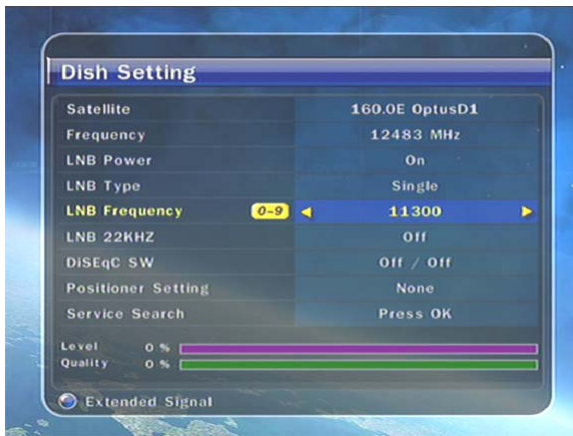 Dish Setting
Satellite 160.0E OptusD1
Frequency 12483 MHz
LNB Power On
LNB Type Single
LNB Frequency 0-9 11300
LNB 22KHZ Off
DiSEqC SW Off / Off
Positioner Setting None
Service Search Press OK
Level 0 %
Quality 0 %
Extended Signal